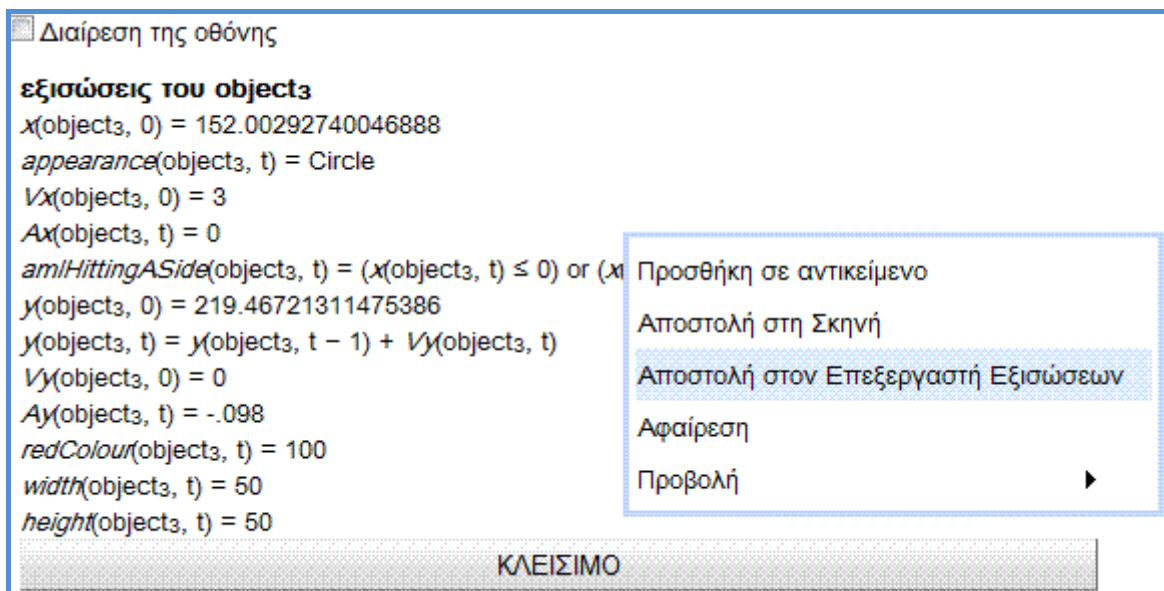 Διαίρεση της οθόνης
εξισώσεις του object₃
x(object₃, 0) = 152.00292740046888
appearance(object₃, t) = Circle
Vx(object₃, 0) = 3
Ax(object₃, t) = 0
amIHittingASide(object₃, t) = (x(object₃, t) ≤ 0) or (x(
y(object₃, 0) = 219.46721311475386
y(object₃, t) = y(object₃, t − 1) + Vy(object₃, t)
Vy(object₃, 0) = 0
Ay(object₃, t) = -.098
redColour(object₃, t) = 100
width(object₃, t) = 50
height(object₃, t) = 50
Προσθήκη σε αντικείμενο
Αποστολή στη Σκηνή
Αποστολή στον Επεξεργαστή Εξισώσεων
Αφαίρεση
Προβολή
ΚΛΕΙΣΙΜΟ